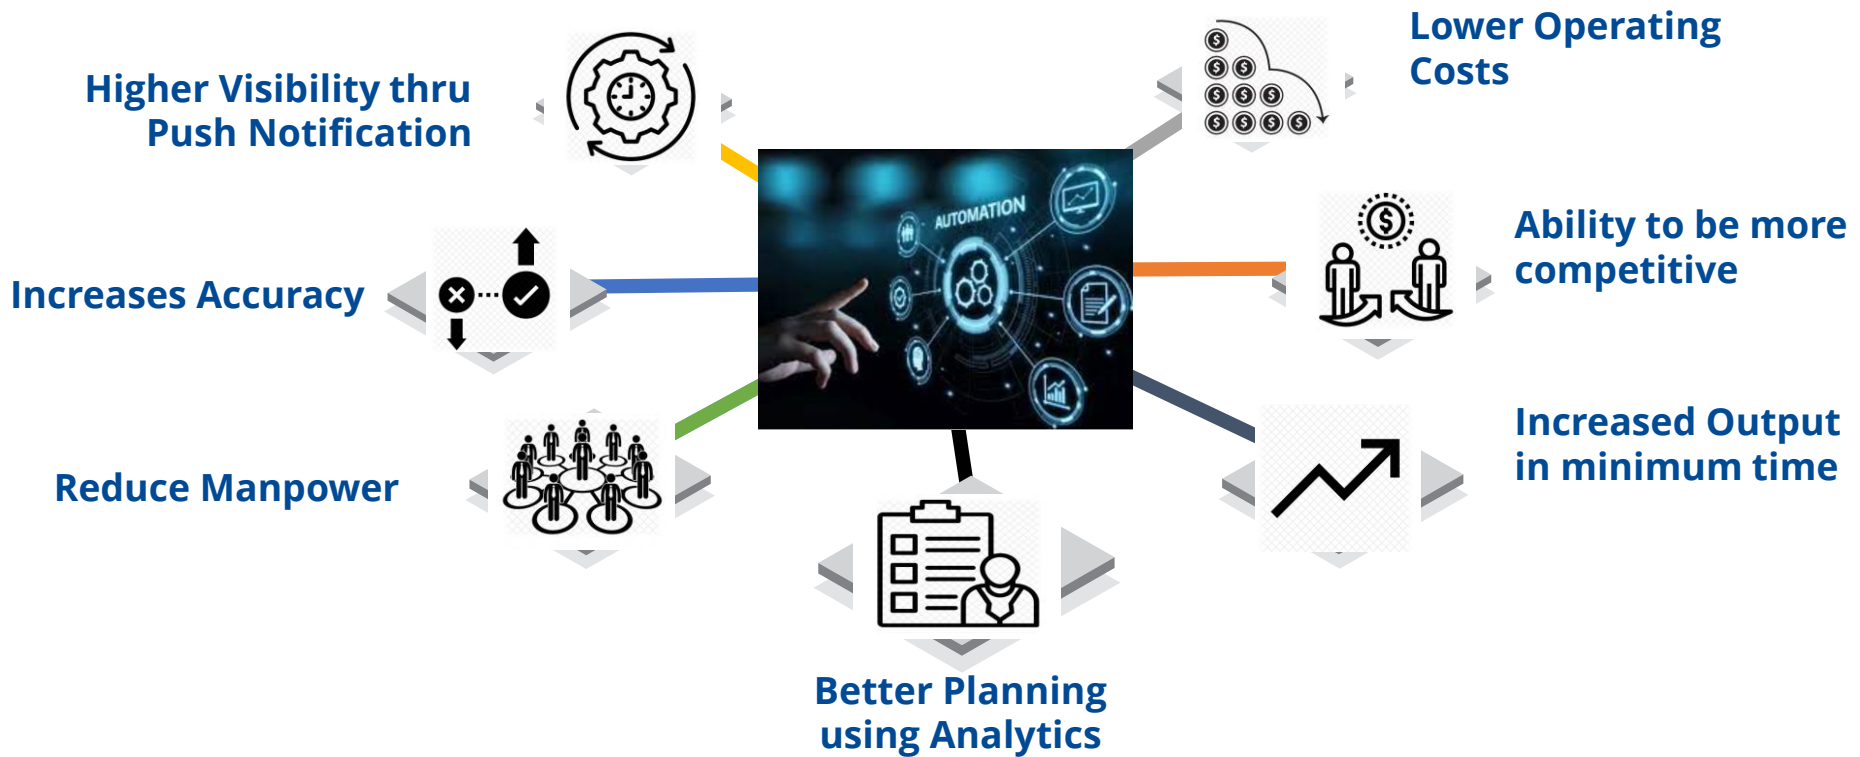 Higher Visibility thru
Push Notification
Increases Accuracy
Reduce Manpower
AUTOMATION
Lower Operating
Costs
Ability to be more
competitive
Increased Output
in minimum time
Better Planning
using Analytics